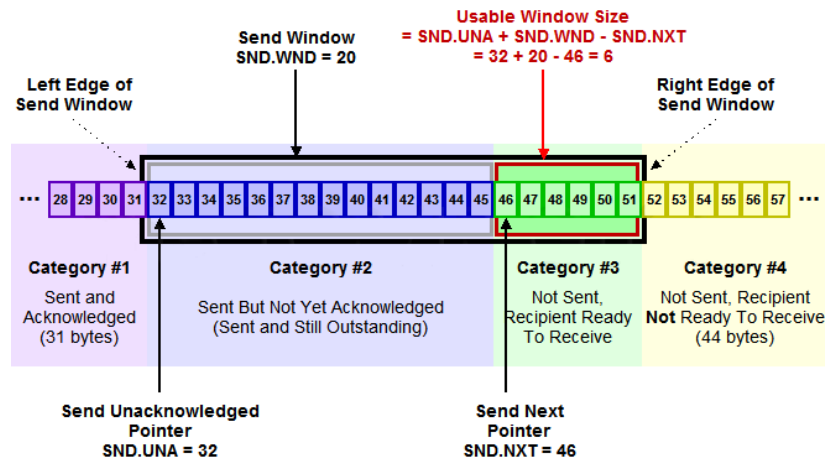 Usable Window Size
= SND.UNA + SND.WND - SND.NXT
= 32 + 20 - 46 = 6
Send Window
SND.WND = 20
Left Edge of
Send Window
Right Edge of
Send Window
... 28 29 30 31 32 33 34 35 36 37 38 39 40 41 42 43 44 45 46 47 48 49 50 51 52 53 54 55 56 57 ...
Category #1
Sent and
Acknowledged
(31 bytes)
Category #2
Sent But Not Yet Acknowledged
(Sent and Still Outstanding)
Category #3
Not Sent,
Recipient Ready
To Receive
Category #4
Not Sent, Recipient
Not Ready To Receive
(44 bytes)
Send Unacknowledged
Pointer
SND.UNA = 32
Send Next
Pointer
SND.NXT = 46